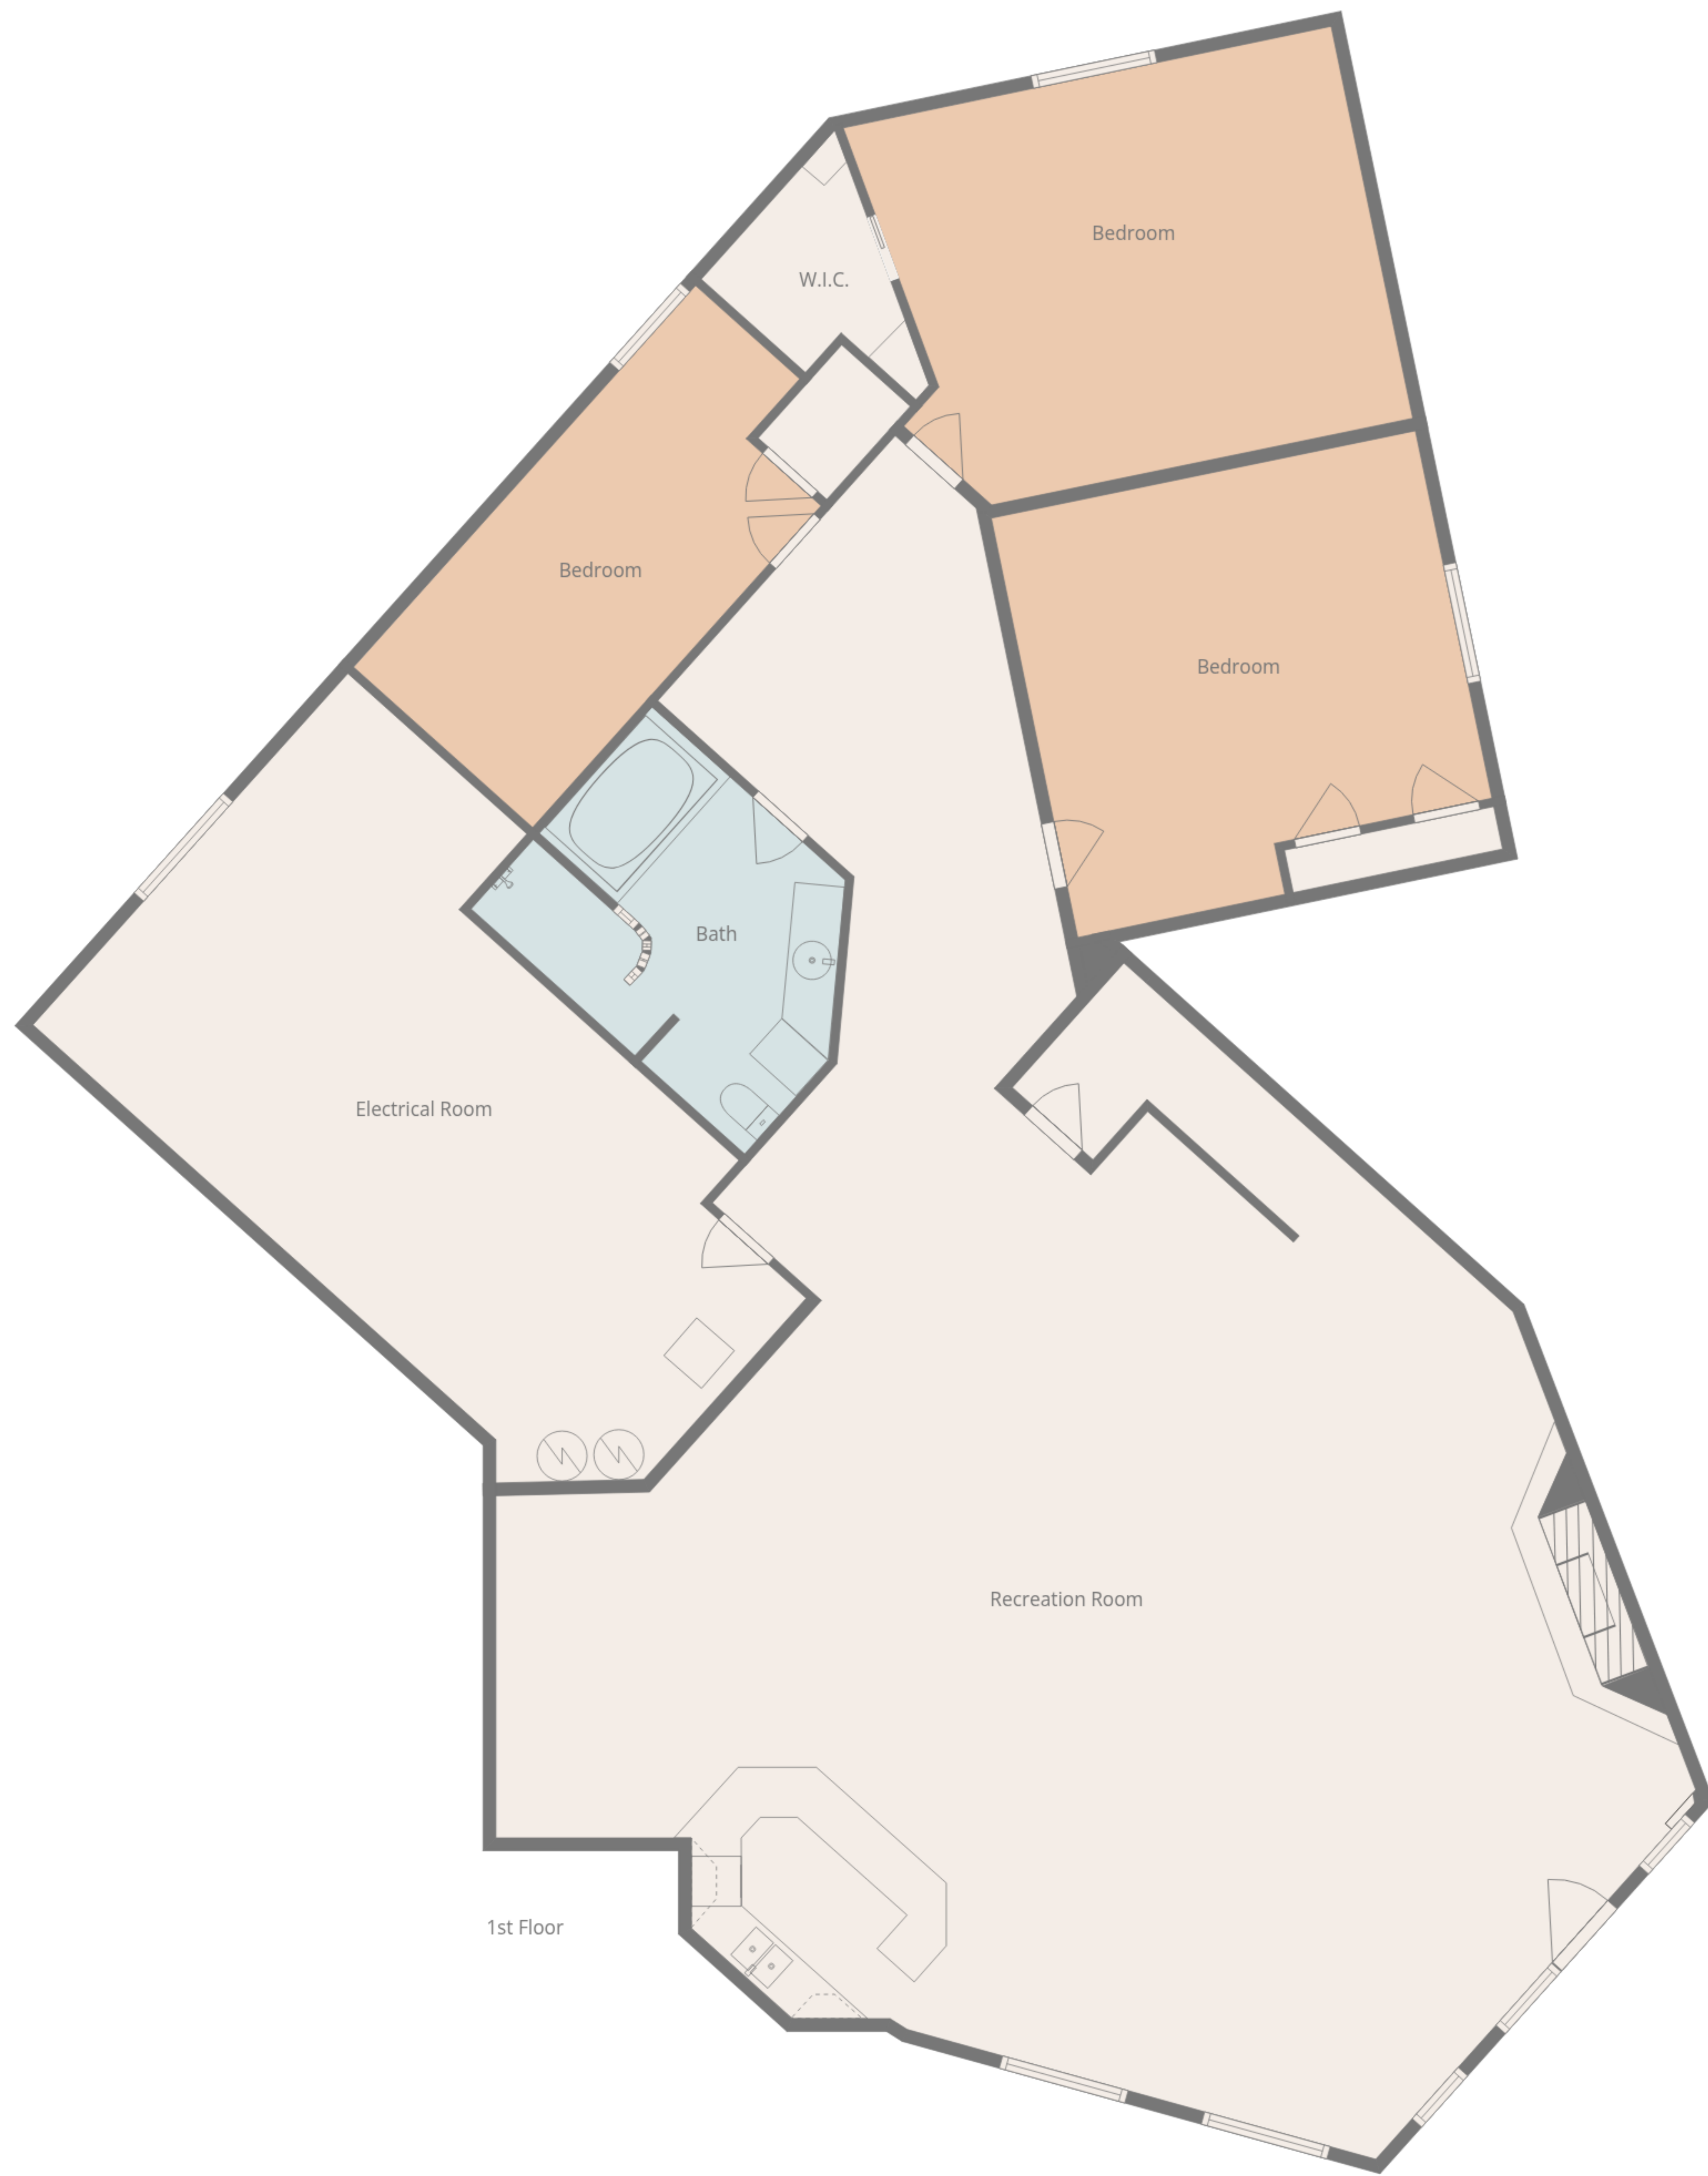 Bedroom
W.I.C.
Bedroom
Bedroom
Bath
Electrical Room
Recreation Room
1st Floor